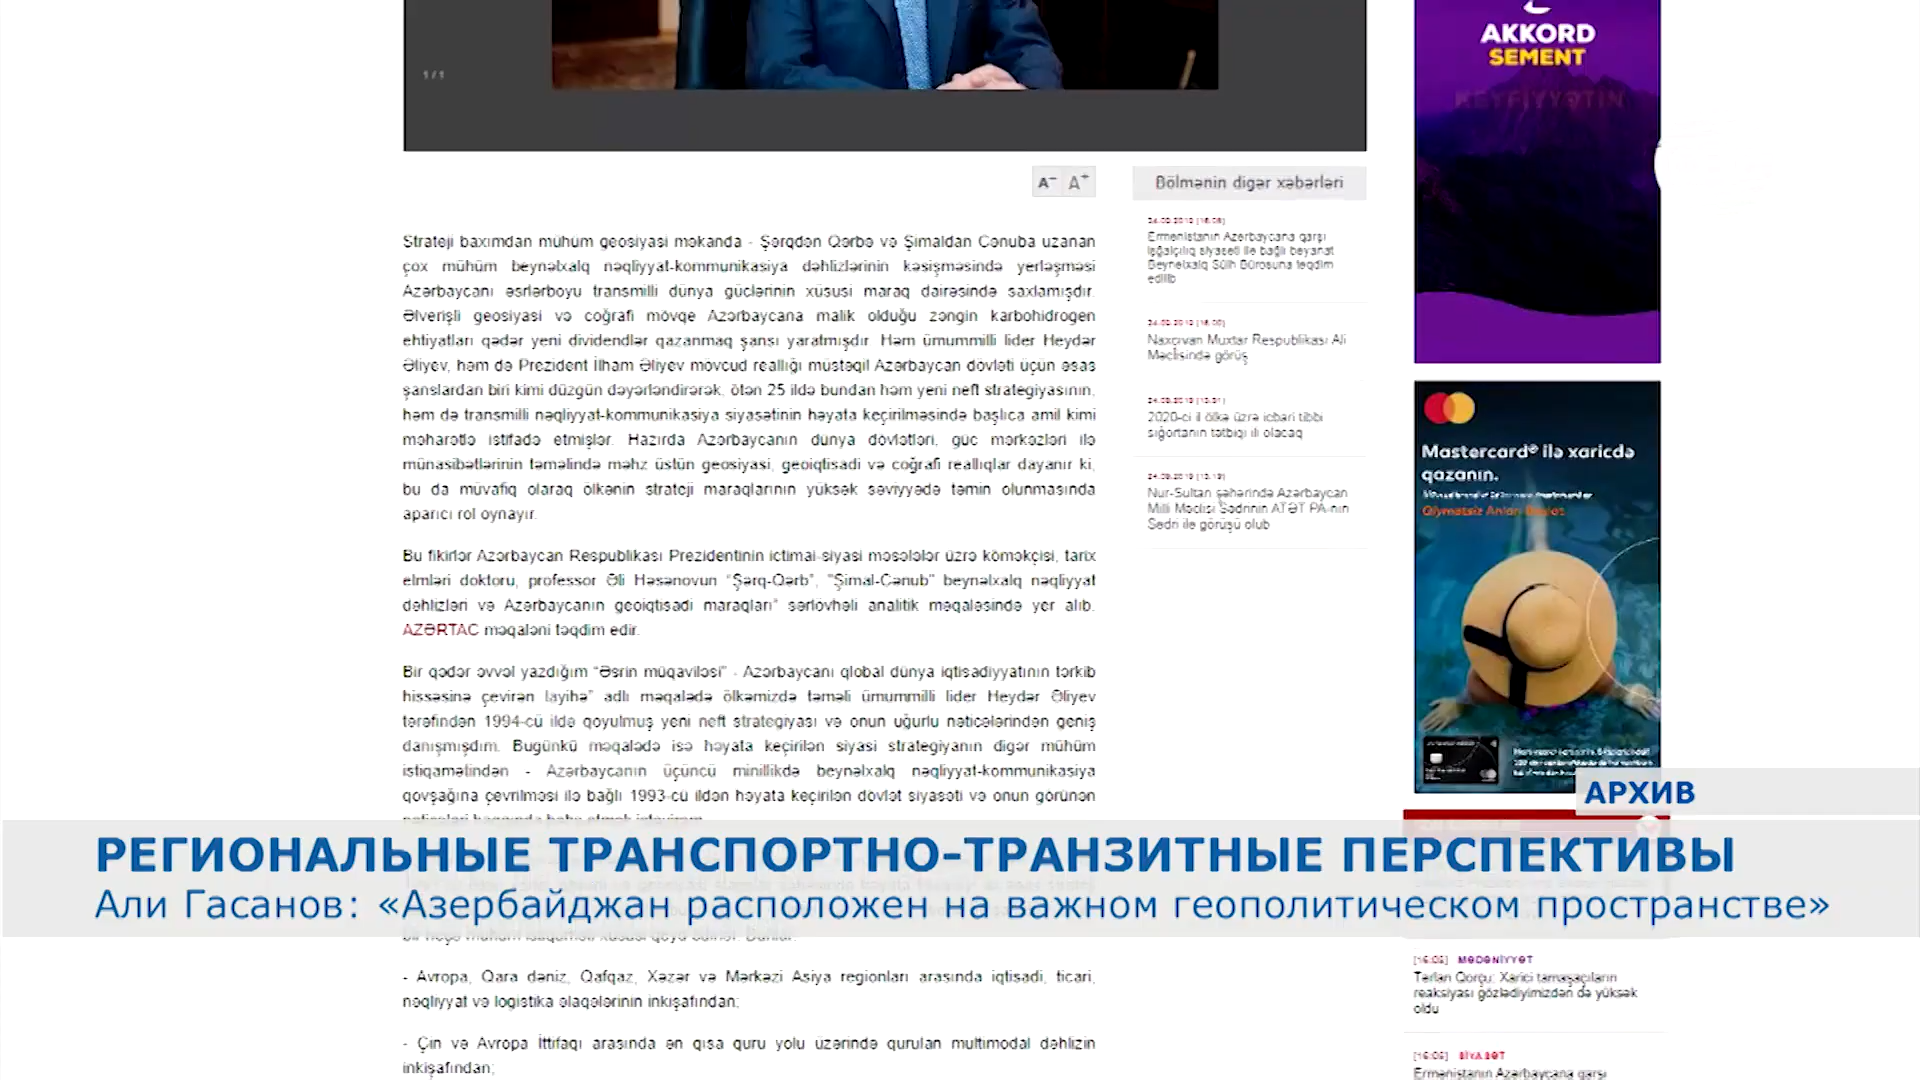 1 / 1
A⁻ A⁺
Strateji baxımdan mühüm geosiyasi məkanda - Şərqdən Qərbə və Şimaldan Cənuba uzanan
çox mühüm beynəlxalq nəqliyyat-kommunikasiya dəhlizlərinin kəsişməsində yerləşməsi
Azərbaycanı əsrlərboyu transmilli dünya güclərinin xüsusi maraq dairəsində saxlamışdır.
Əlverişli geosiyasi və coğrafi mövqe Azərbaycana malik olduğu zəngin karbohidrogen
ehtiyatları qədər yeni dividendlər qazanmaq şansı yaratmışdır. Həm ümummilli lider Heydər
Əliyev, həm də Prezident İlham Əliyev mövcud reallığı müstəqil Azərbaycan dövləti üçün əsas
şanslardan biri kimi düzgün dəyərləndirərək, ötən 25 ildə bundan həm yeni neft strategiyasının,
həm də transmilli nəqliyyat-kommunikasiya siyasətinin həyata keçirilməsində başlıca amil kimi
məharətlə istifadə etmişlər. Hazırda Azərbaycanın dünya dövlətləri, güc mərkəzləri ilə
münasibətlərinin təməlində məhz üstün geosiyasi, geoiqtisadi və coğrafi reallıqlar dayanır ki,
bu da müvafiq olaraq ölkənin strateji maraqlarının yüksək səviyyədə təmin olunmasında
aparıcı rol oynayır.
Bu fikirlər Azərbaycan Respublikası Prezidentinin ictimai-siyasi məsələlər üzrə köməkçisi, tarix
elmləri doktoru, professor Əli Həsənovun “Şərq-Qərb”, "Şimal-Cənub" beynəlxalq nəqliyyat
dəhlizləri və Azərbaycanın geoiqtisadi maraqları” sərlövhəli analitik məqaləsində yer alıb.
AZƏRTAC məqaləni təqdim edir.
Bir qədər əvvəl yazdığım “Əsrin müqaviləsi” - Azərbaycanı qlobal dünya iqtisadiyyatının tərkib
hissəsinə çevirən layihə” adlı məqalədə ölkəmizdə təməli ümummilli lider Heydər Əliyev
tərəfindən 1994-cü ildə qoyulmuş yeni neft strategiyası və onun uğurlu nəticələrindən geniş
danışmışdım. Bugünkü məqalədə isə həyata keçirilən siyasi strategiyanın digər mühüm
istiqamətindən - Azərbaycanın üçüncü minillikdə beynəlxalq nəqliyyat-kommunikasiya
qovşağına çevrilməsi ilə bağlı 1993-cü ildən həyata keçirilən dövlət siyasəti və onun görünən
- Avropa, Qara dəniz, Qafqaz, Xəzər və Mərkəzi Asiya regionları arasında iqtisadi, ticari,
nəqliyyat və logistika əlaqələrinin inkişafından;
- Çin və Avropa İttifaqı arasında ən qısa quru yolu üzərində qurulan multimodal dəhlizin
inkişafından;
Bölmənin digər xəbərləri
Ermənistanın Azərbaycana qarşı
işğalçılıq siyasəti ilə bağlı bəyanat
Beynəlxalq Sülh Bürosuna təqdim
edilib
Naxçıvan Muxtar Respublikası Ali
Məclisində görüş
2020-ci il ölkə üzrə icbari tibbi
sığortanın tətbiqi ili olacaq
Nur-Sultan şəhərində Azərbaycan
Milli Məclisi Sədrinin ATƏT PA-nın
Sədri ilə görüşü olub
AKKORD
SEMENT
KEYFİYYƏTİN
Mastercard® ilə xaricdə
qazanın.
АРХИВ
РЕГИОНАЛЬНЫЕ ТРАНСПОРТНО-ТРАНЗИТНЫЕ ПЕРСПЕКТИВЫ
Али Гасанов: «Азербайджан расположен на важном геополитическом пространстве»
[16:05] MƏDƏNİYYƏT
Tərlan Qorçu: Xarici tamaşaçıların
reaksiyası gözlədiyimizdən də yüksək
oldu
[16:05] SİYASƏT
Ermənistanın Azərbaycana qarşı